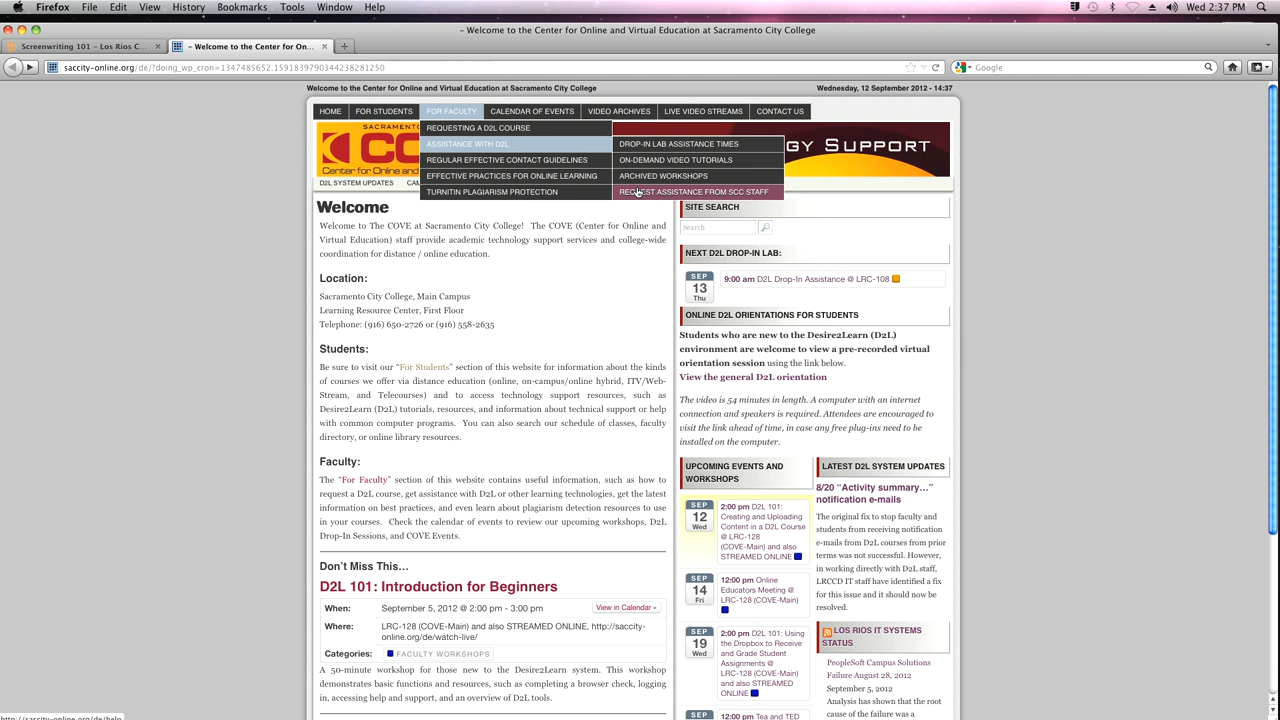 Firefox File Edit View History Bookmarks Tools Window Help
Wed 2:37 PM
– Welcome to the Center for Online and Virtual Education at Sacramento City College
Screenwriting 101 – Los Rios C...
– Welcome to the Center for On...
saccity-online.org/de/?doing_wp_cron=1347485652.1591839790344238281250
Google
Welcome to the Center for Online and Virtual Education at Sacramento City College
Wednesday, 12 September 2012 - 14:37
HOME FOR STUDENTS FOR FACULTY CALENDAR OF EVENTS VIDEO ARCHIVES LIVE VIDEO STREAMS CONTACT US
SACRAMENTO
GY SUPPORT
REQUESTING A D2L COURSE
ASSISTANCE WITH D2L
REGULAR EFFECTIVE CONTACT GUIDELINES
EFFECTIVE PRACTICES FOR ONLINE LEARNING
TURNITIN PLAGIARISM PROTECTION
DROP-IN LAB ASSISTANCE TIMES
ON-DEMAND VIDEO TUTORIALS
ARCHIVED WORKSHOPS
REQUEST ASSISTANCE FROM SCC STAFF
D2L SYSTEM UPDATES
Welcome
Welcome to The COVE at Sacramento City College! The COVE (Center for Online and
Virtual Education) staff provide academic technology support services and college-wide
coordination for distance / online education.
Location:
Sacramento City College, Main Campus
Learning Resource Center, First Floor
Telephone: (916) 650-2726 or (916) 558-2635
Students:
Be sure to visit our “For Students” section of this website for information about the kinds
of courses we offer via distance education (online, on-campus/online hybrid, ITV/Web-
Stream, and Telecourses) and to access technology support resources, such as
Desire2Learn (D2L) tutorials, resources, and information about technical support or help
with common computer programs. You can also search our schedule of classes, faculty
directory, or online library resources.
Faculty:
The “For Faculty” section of this website contains useful information, such as how to
request a D2L course, get assistance with D2L or other learning technologies, get the latest
information on best practices, and even learn about plagiarism detection resources to use
in your courses. Check the calendar of events to review our upcoming workshops, D2L
Drop-In Sessions, and COVE Events.
Don’t Miss This…
D2L 101: Introduction for Beginners
When: September 5, 2012 @ 2:00 pm - 3:00 pm
View in Calendar »
Where: LRC-128 (COVE-Main) and also STREAMED ONLINE, http://saccity-
online.org/de/watch-live/
Categories: FACULTY WORKSHOPS
A 50-minute workshop for those new to the Desire2Learn system. This workshop
demonstrates basic functions and resources, such as completing a browser check, logging
in, accessing help and support, and an overview of D2L tools.
SITE SEARCH
Search
NEXT D2L DROP-IN LAB:
SEP
13
Thu
9:00 am D2L Drop-In Assistance @ LRC-108
ONLINE D2L ORIENTATIONS FOR STUDENTS
Students who are new to the Desire2Learn (D2L)
environment are welcome to view a pre-recorded virtual
orientation session using the link below.
View the general D2L orientation
The video is 54 minutes in length. A computer with an internet
connection and speakers is required. Attendees are encouraged to
visit the link ahead of time, in case any free plug-ins need to be
installed on the computer.
UPCOMING EVENTS AND
WORKSHOPS
SEP
12
Wed
2:00 pm D2L 101:
Creating and Uploading
Content in a D2L Course
@ LRC-128
(COVE-Main) and also
STREAMED ONLINE
SEP
14
Fri
12:00 pm Online
Educators Meeting @
LRC-128 (COVE-Main)
SEP
19
Wed
2:00 pm D2L 101: Using
the Dropbox to Receive
and Grade Student
Assignments @
LRC-128 (COVE-Main)
and also STREAMED
ONLINE
SEP
12:00 pm Tea and TED
LATEST D2L SYSTEM UPDATES
8/20 “Activity summary…”
notification e-mails
The original fix to stop faculty and
students from receiving notification
e-mails from D2L courses from prior
terms was not successful. However,
in working directly with D2L staff,
LRCCD IT staff have identified a fix
for this issue and it should now be
resolved.
LOS RIOS IT SYSTEMS
STATUS
PeopleSoft Campus Solutions
Failure August 28, 2012
September 5, 2012
Analysis has shown that the root
cause of the failure was a
http://saccity-online.org/de/help